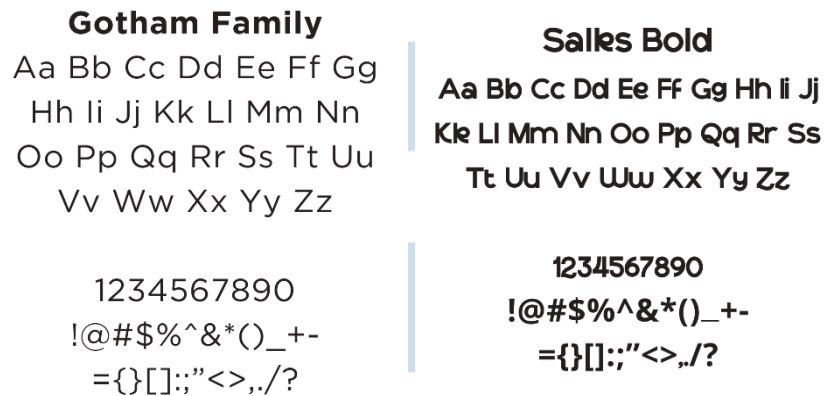 Gotham Family
Aa Bb Cc Dd Ee Ff Gg
Hh Ii Jj Kk Ll Mm Nn
Oo Pp Qq Rr Ss Tt Uu
Vv Ww Xx Yy Zz
1234567890
!@#$%^&*()_+-
={}[]:;”<>,./?
Salks Bold
Aa Bb Cc Dd Ee Ff Gg Hh Ii Jj
Kk Ll Mm Nn Oo Pp Qq Rr Ss
Tt Uu Vv Ww Xx Yy Zz
1234567890
!@#$%^&*()_+-
={}[]:;”<>,./?